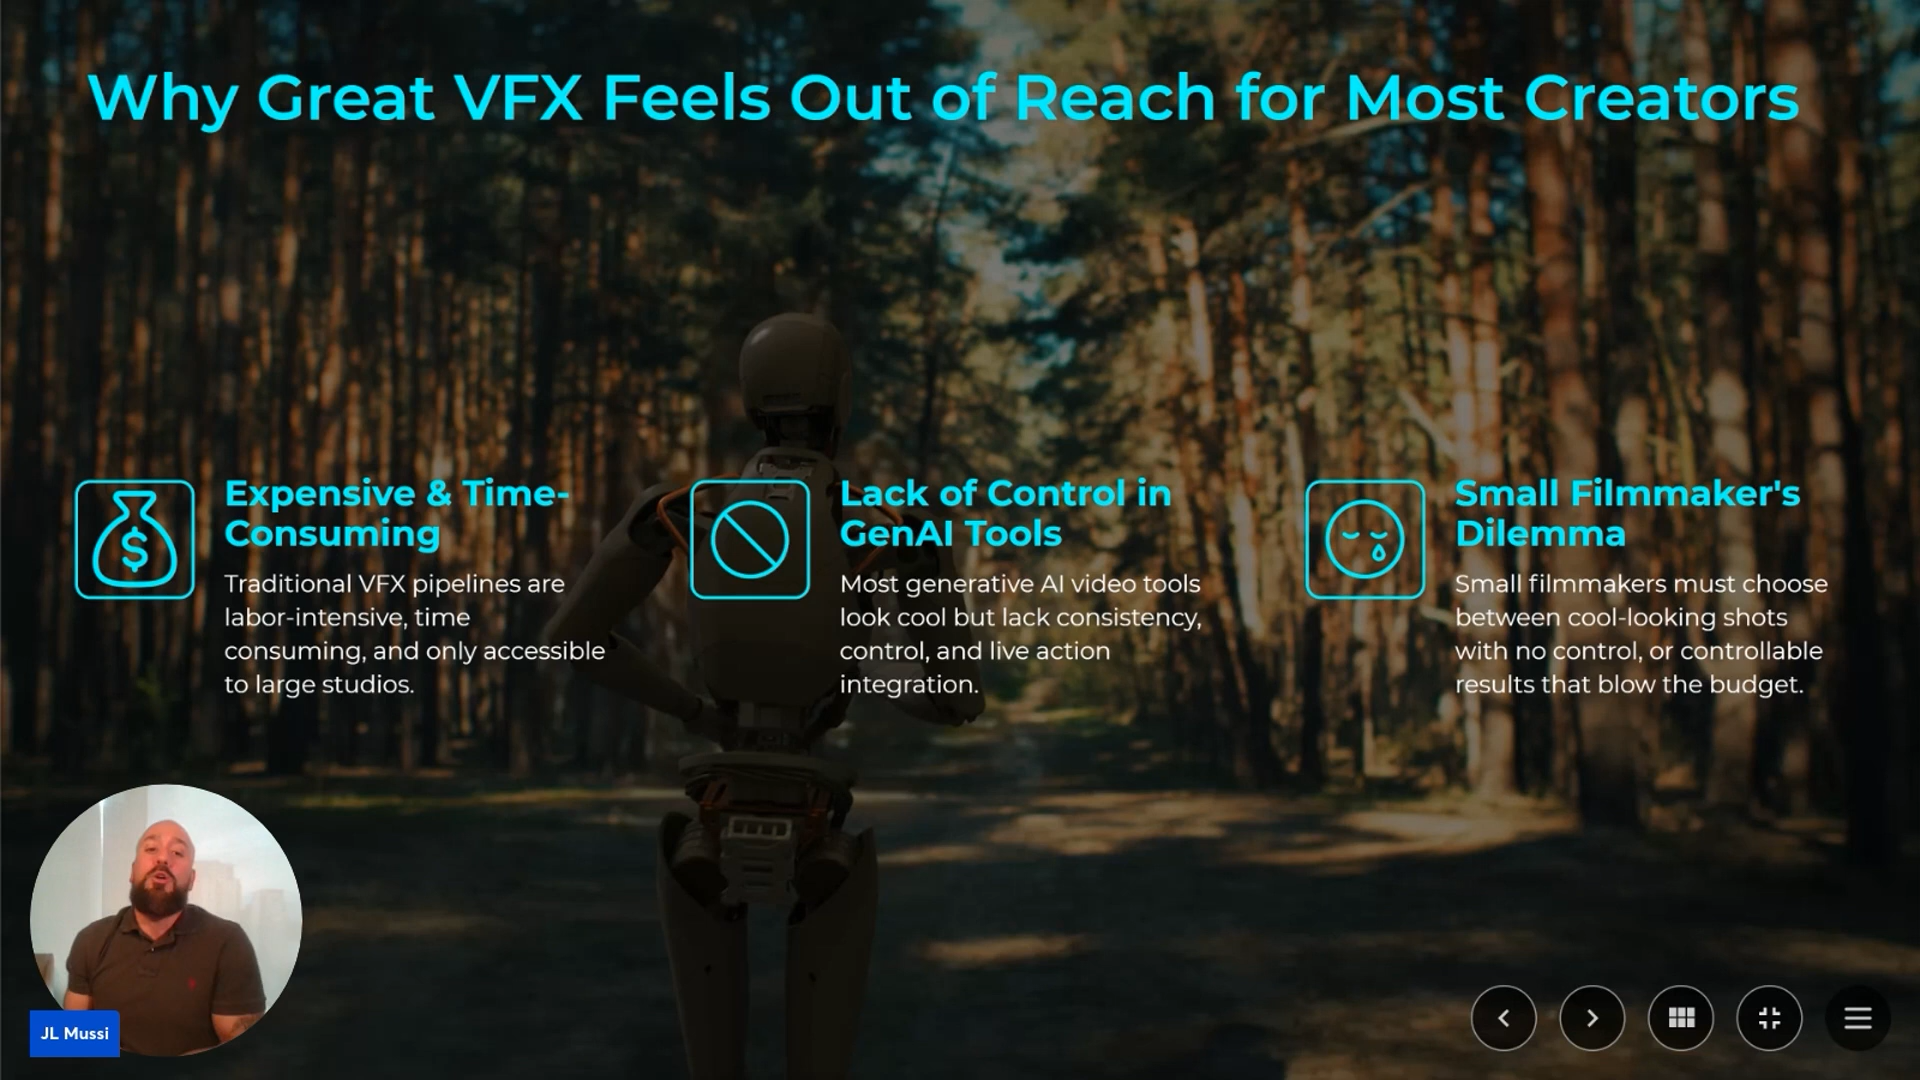 Why Great VFX Feels Out of Reach for Most Creators
Expensive & Time-
Consuming
Traditional VFX pipelines are
labor-intensive, time
consuming, and only accessible
to large studios.
Lack of Control in
GenAI Tools
Most generative AI video tools
look cool but lack consistency,
control, and live action
integration.
Small Filmmaker's
Dilemma
Small filmmakers must choose
between cool-looking shots
with no control, or controllable
results that blow the budget.
JL Mussi